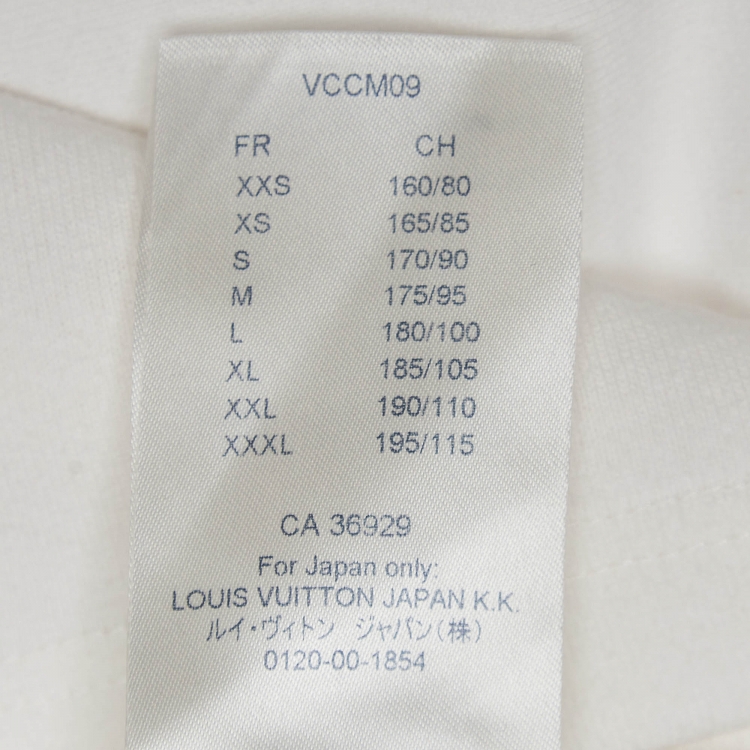 VCCM09
FR CH
XXS 160/80
XS 165/85
S 170/90
M 175/95
L 180/100
XL 185/105
XXL 190/110
XXXL 195/115
CA 36929
For Japan only:
LOUIS VUITTON JAPAN K.K.
ルイ・ヴィトン ジャパン(株)
0120-00-1854